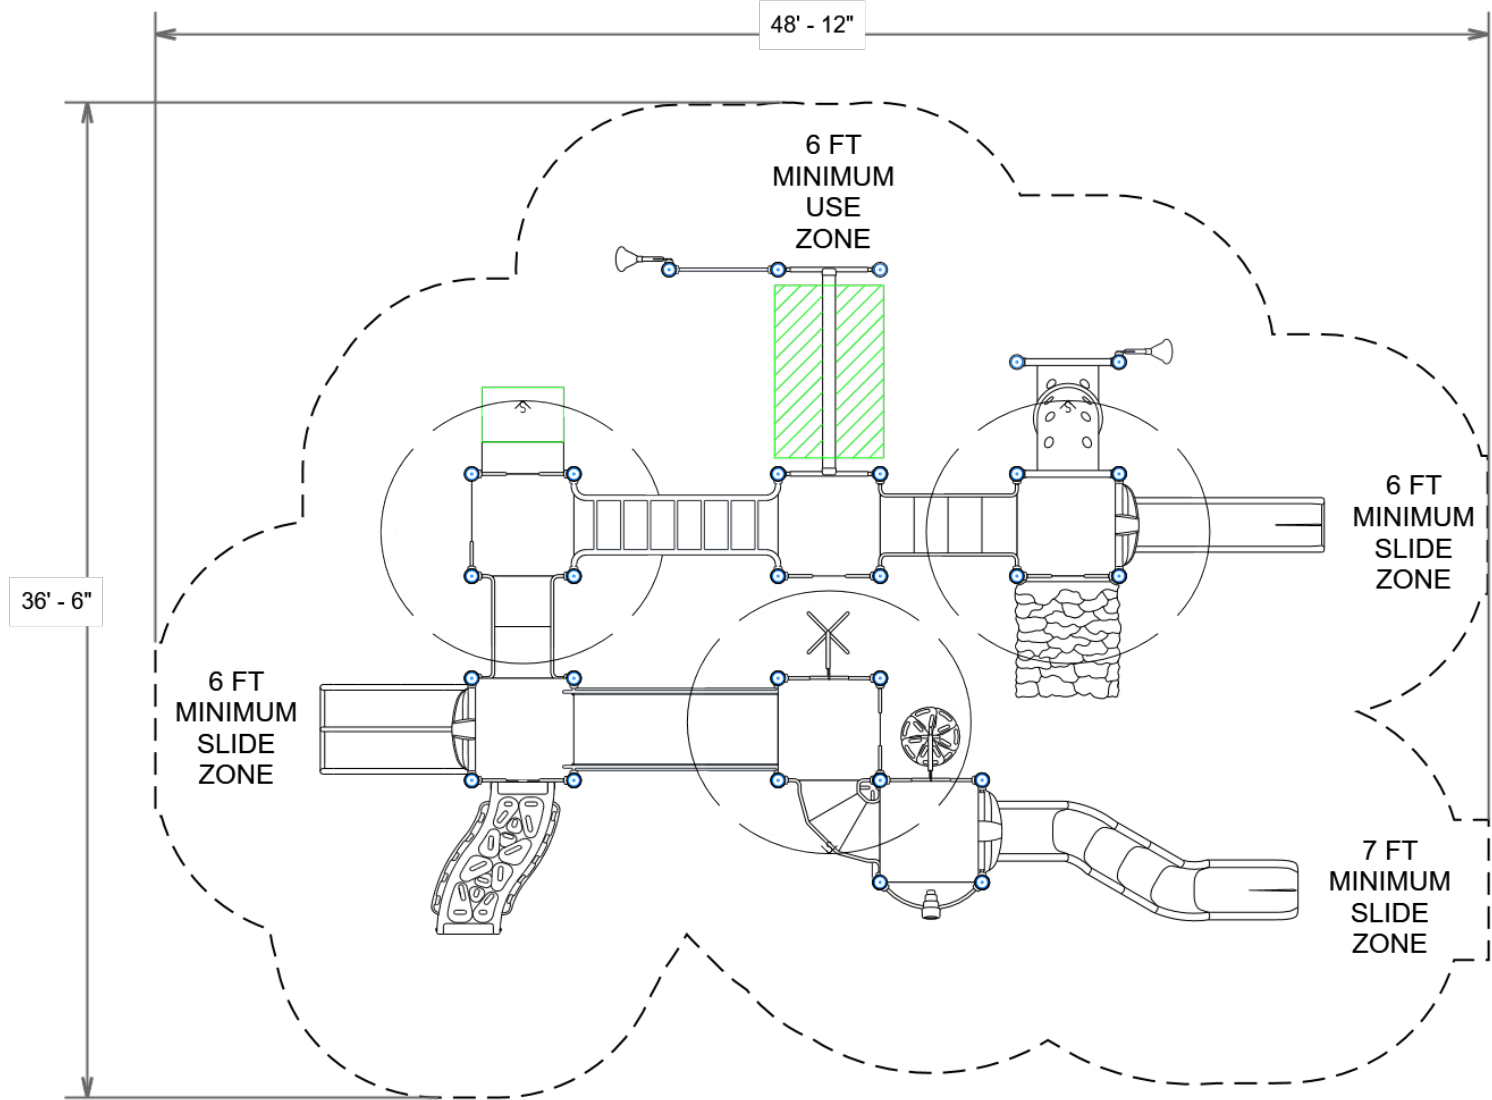 48' - 12"
6 FT
MINIMUM
USE
ZONE
6 FT
MINIMUM
SLIDE
ZONE
36' - 6"
6 FT
MINIMUM
SLIDE
ZONE
7 FT
MINIMUM
SLIDE
ZONE